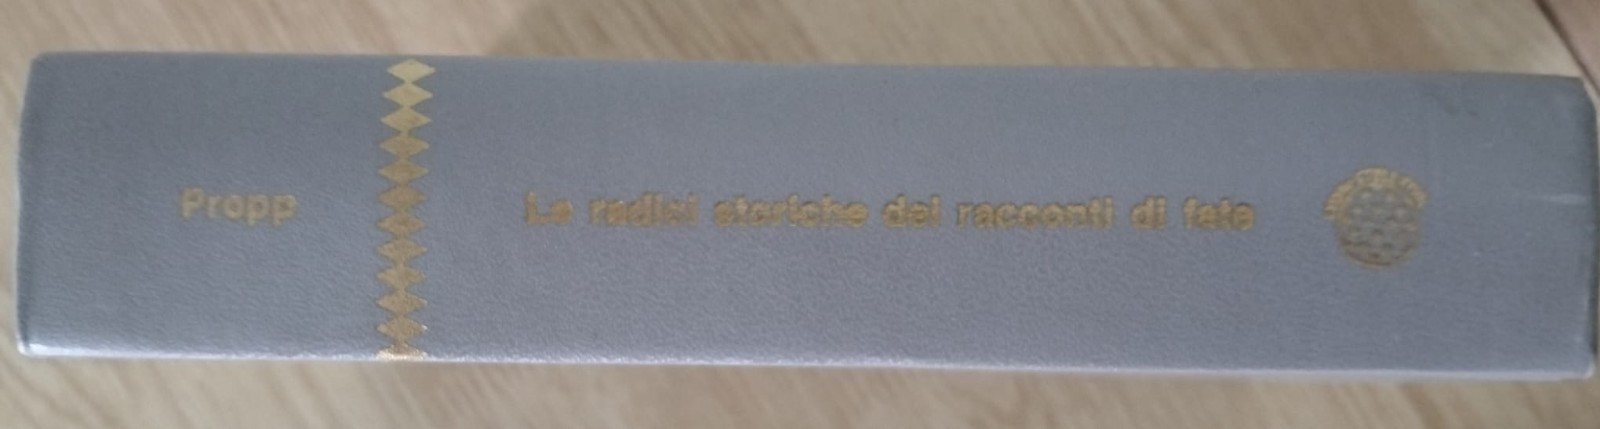 Propp
Le radici storiche dei racconti di fate